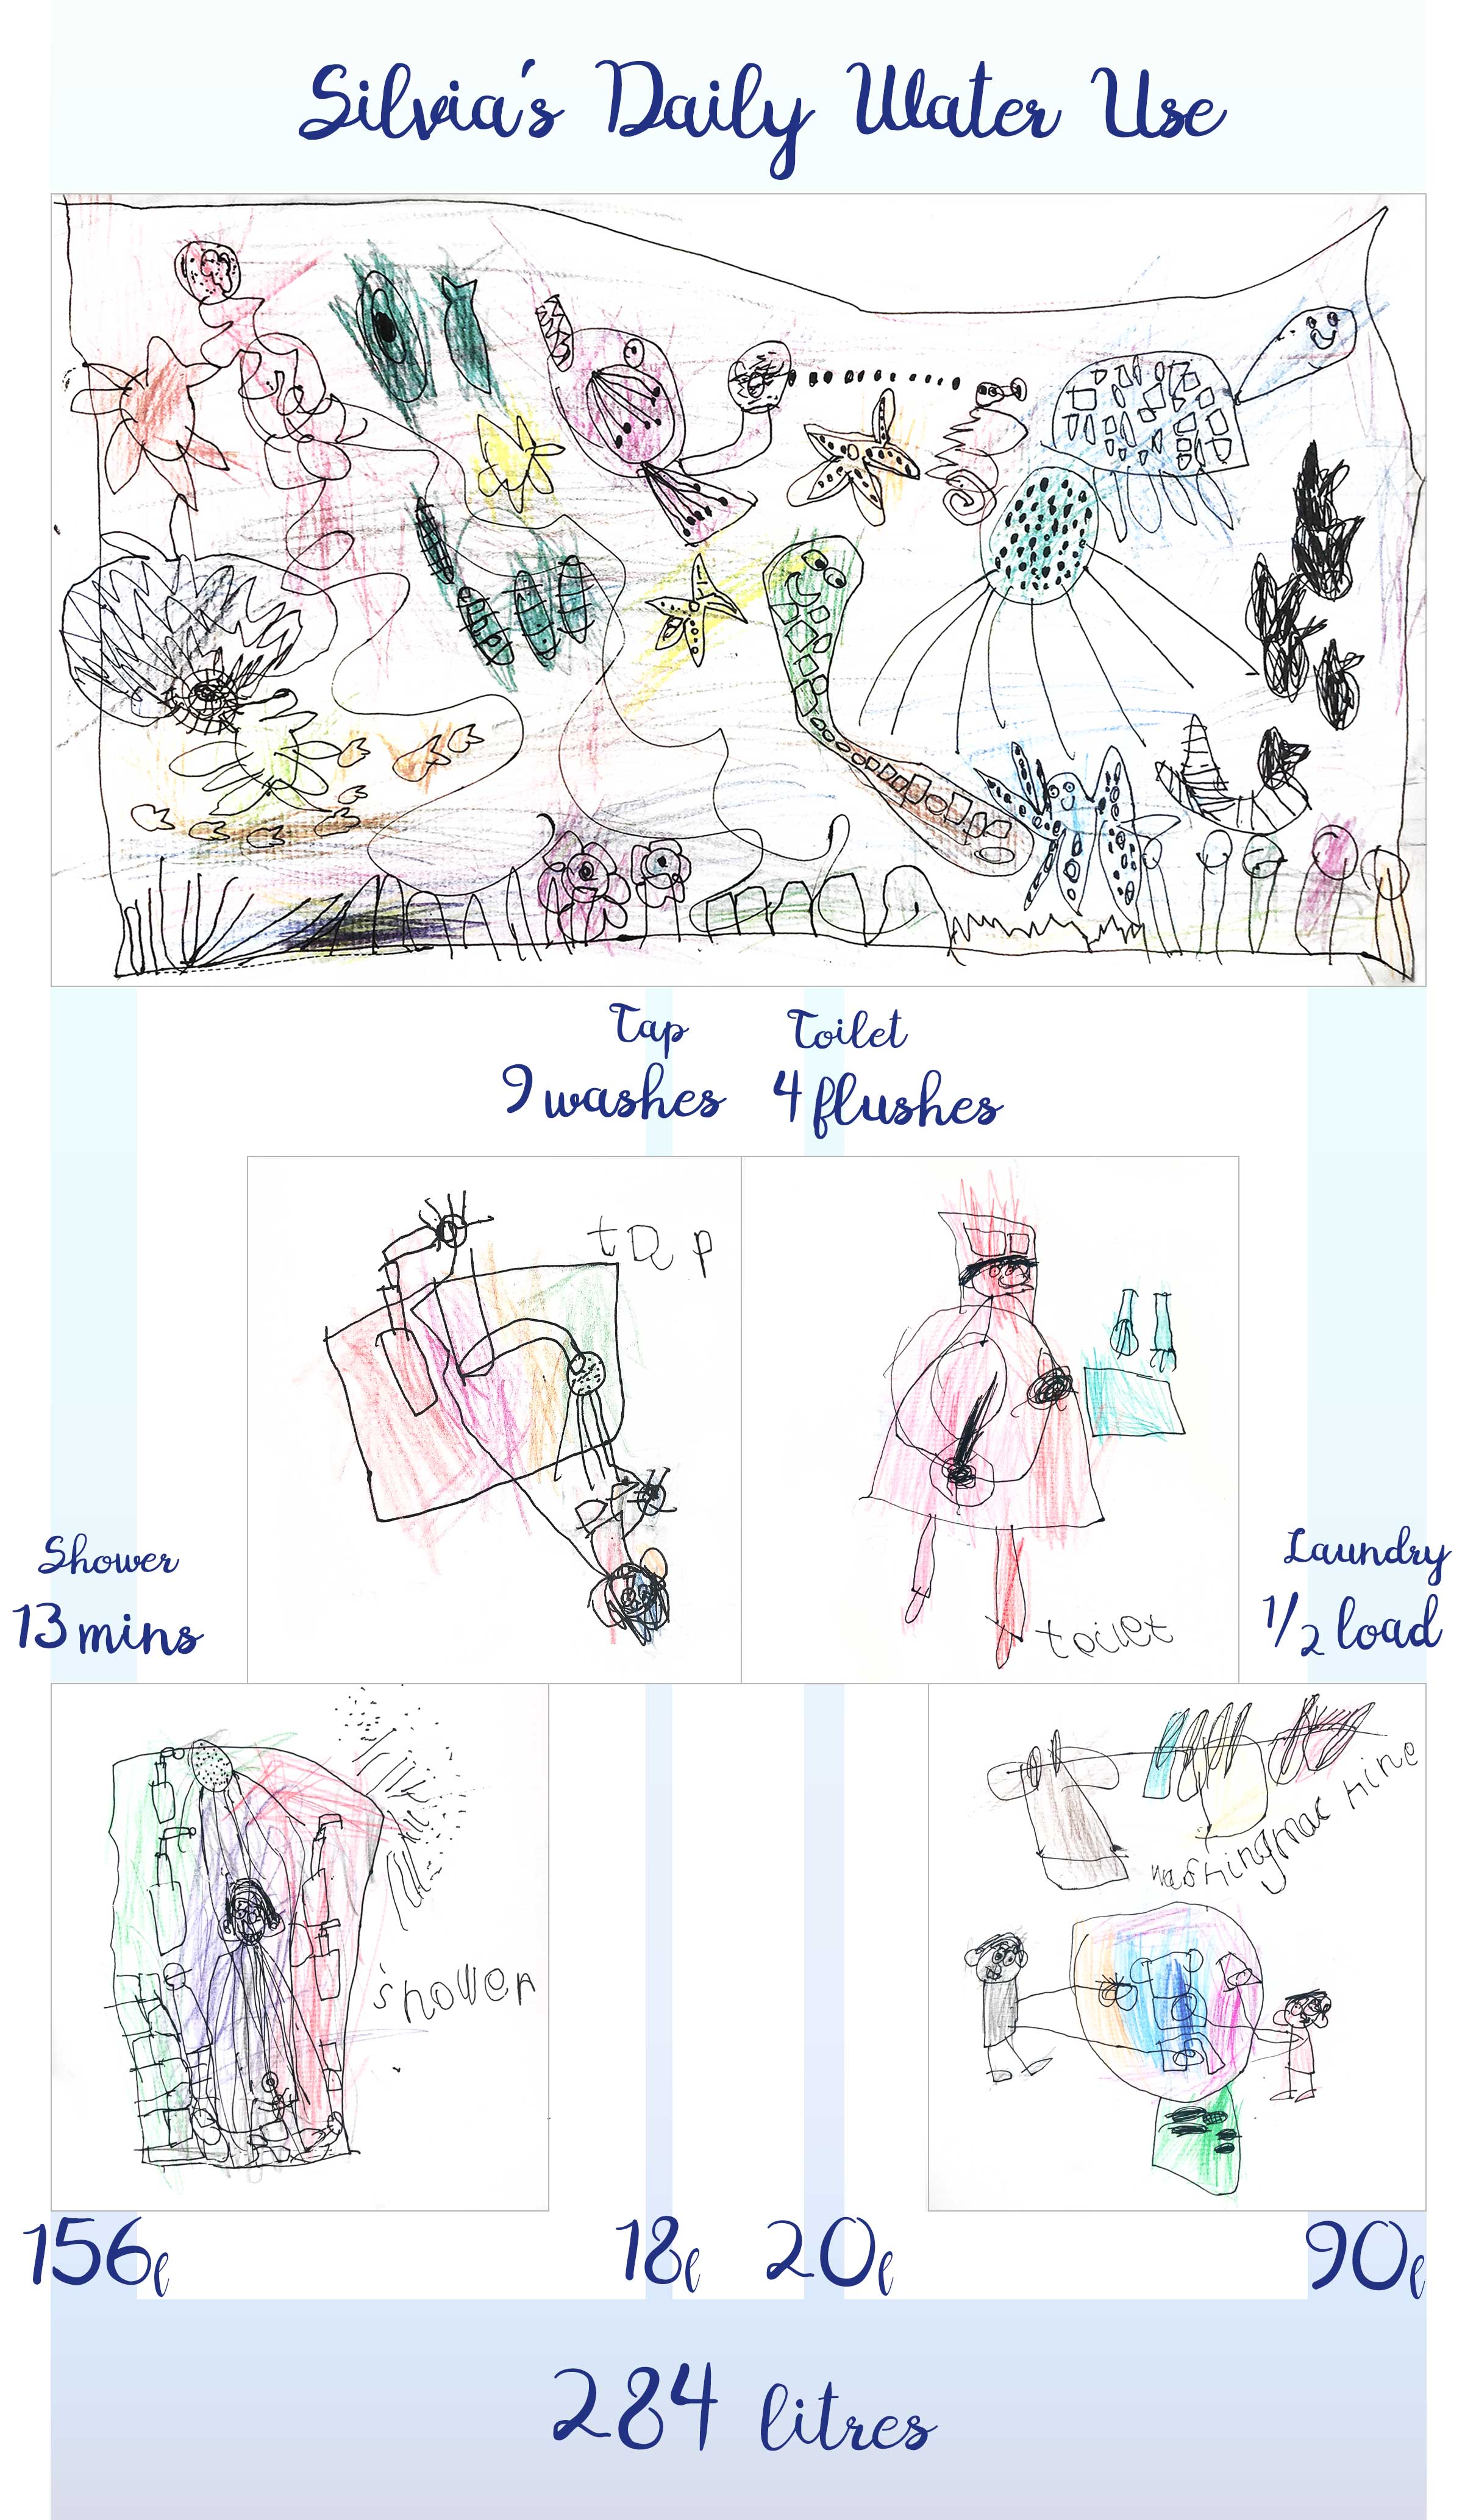 Silvia's Daily Water Use
Tap
9 washes
Toilet
4 flushes
tap
toilet
Shower
13 mins
Laundry
1/2 load
shower
washingmachine
156l
18l
20l
90l
284 litres